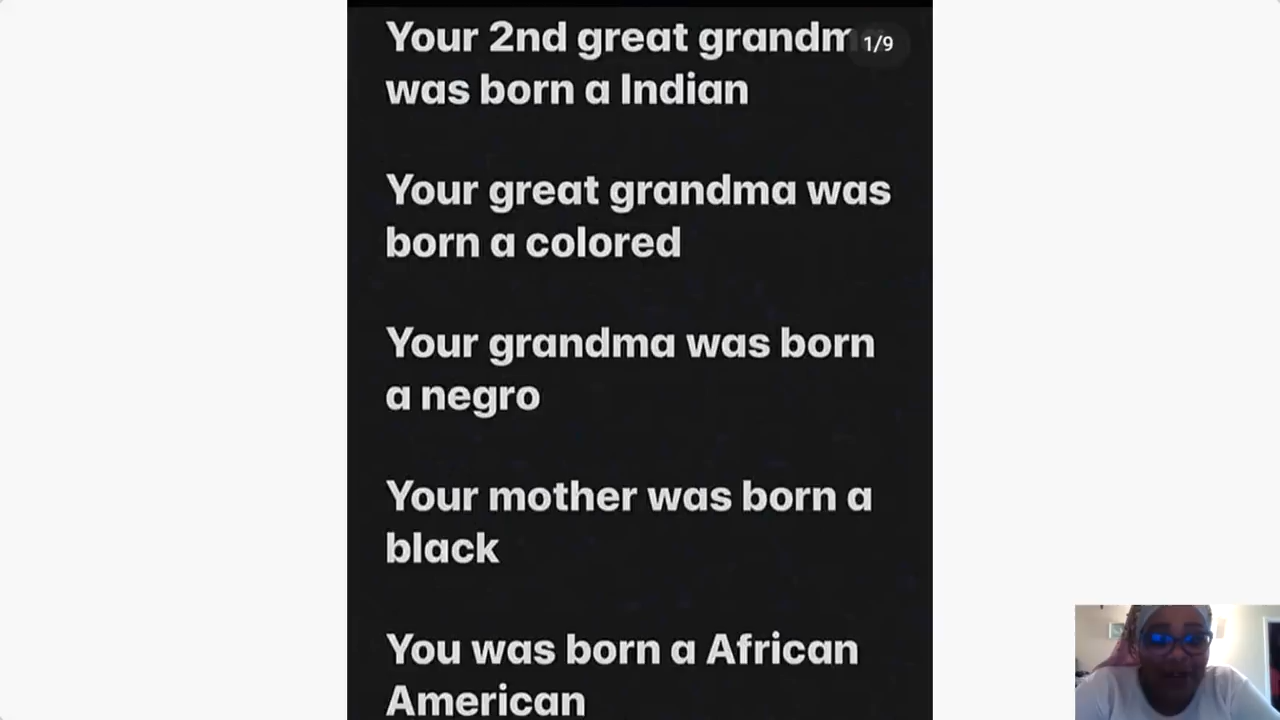 Your 2nd great
was born a Indian
Your great grandma was
born a colored
Your grandma was born
a negro
Your mother was born a
black
You was born a African
American
1/9